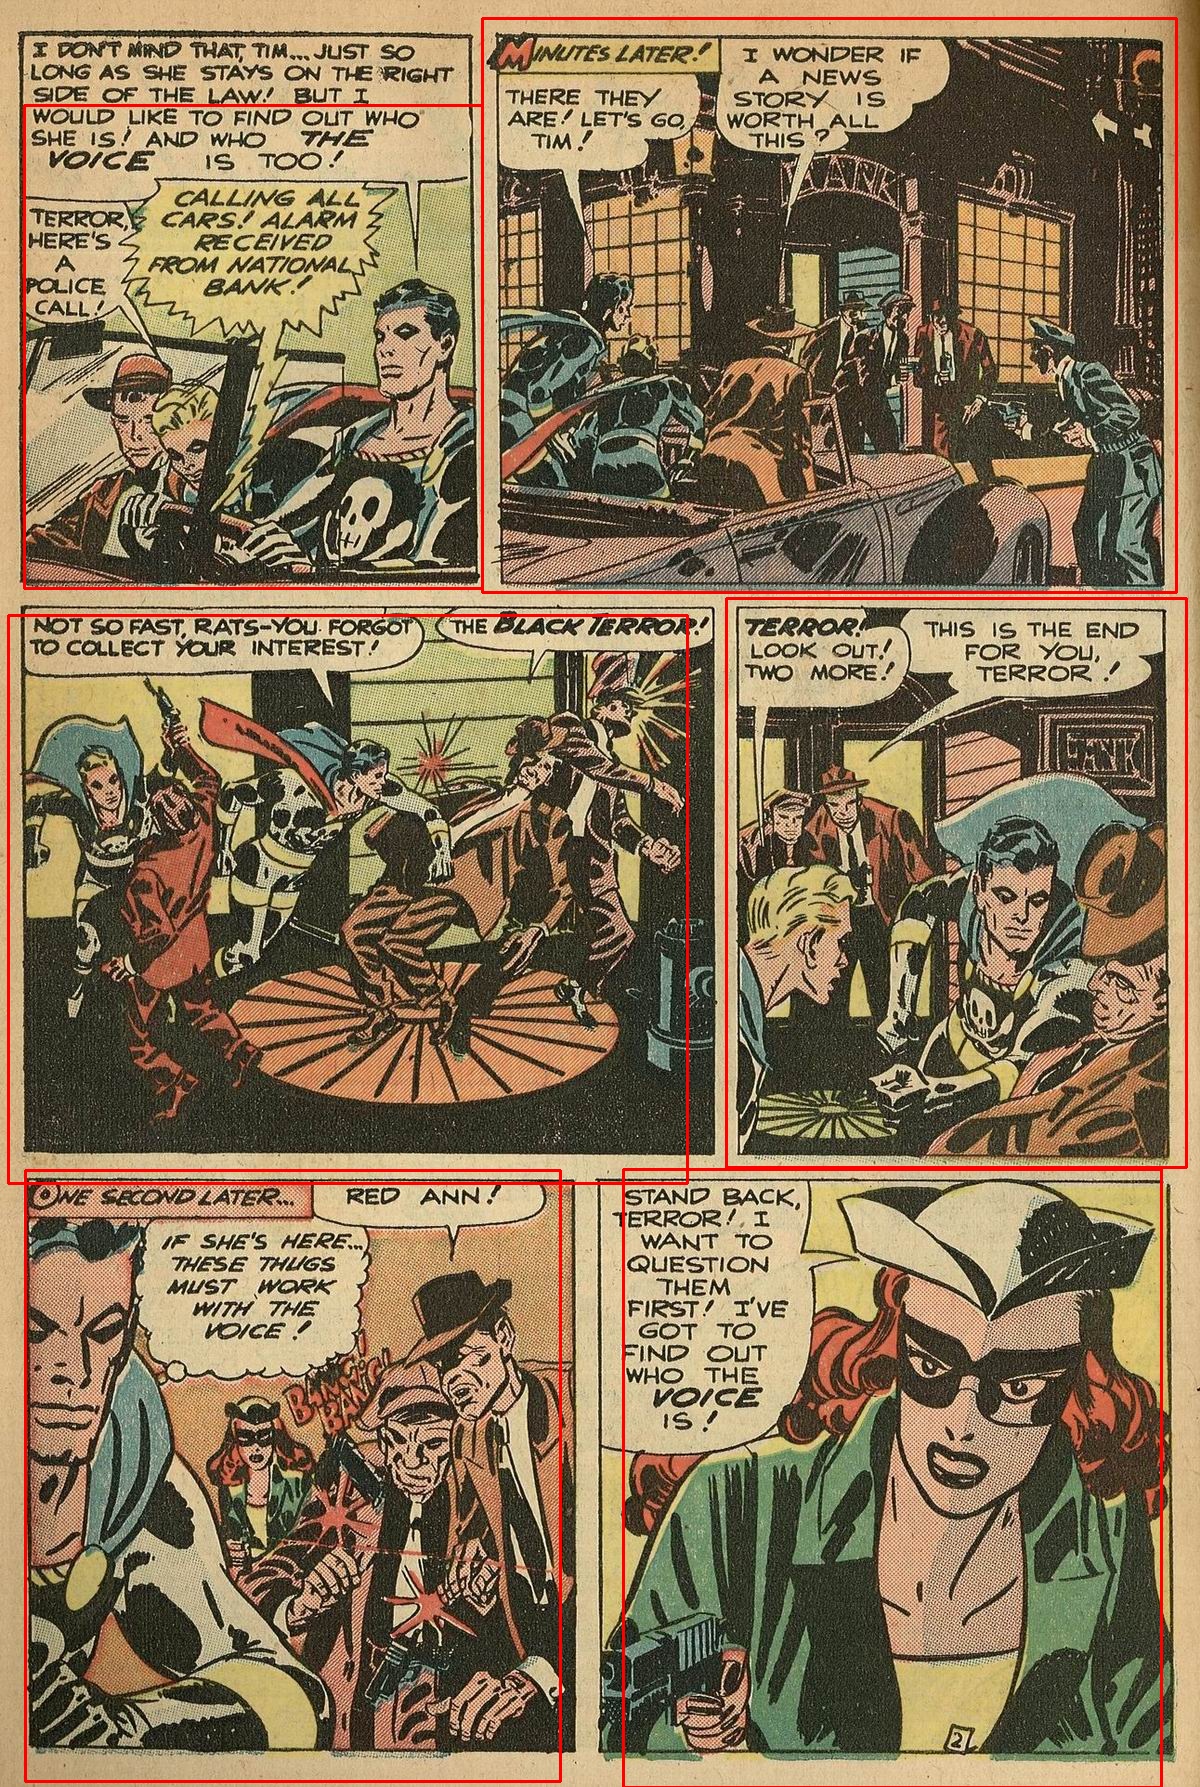 I DON'T MIND THAT, TIM... JUST SO
LONG AS SHE STAYS ON THE RIGHT
SIDE OF THE LAW! BUT I
WOULD LIKE TO FIND OUT WHO
SHE IS! AND WHO THE
VOICE IS TOO!
TERROR,
HERE'S
A
POLICE
CALL!
CALLING ALL
CARS! ALARM
RECEIVED
FROM NATIONAL
BANK!
MINUTES LATER!
THERE THEY
ARE! LET'S GO,
TIM!
I WONDER IF
A NEWS
STORY IS
WORTH ALL
THIS?
BANK
NOT SO FAST, RATS-YOU FORGOT
TO COLLECT YOUR INTEREST!
THE BLACK TERROR!
TERROR!
LOOK OUT!
TWO MORE!
THIS IS THE END
FOR YOU,
TERROR!
BANK
ONE SECOND LATER...
IF SHE'S HERE...
THESE THUGS
MUST WORK
WITH THE
VOICE!
RED ANN!
BANG!
BANG!
STAND BACK,
TERROR! I
WANT TO
QUESTION
THEM
FIRST! I'VE
GOT TO
FIND OUT
WHO THE
VOICE
IS!
2